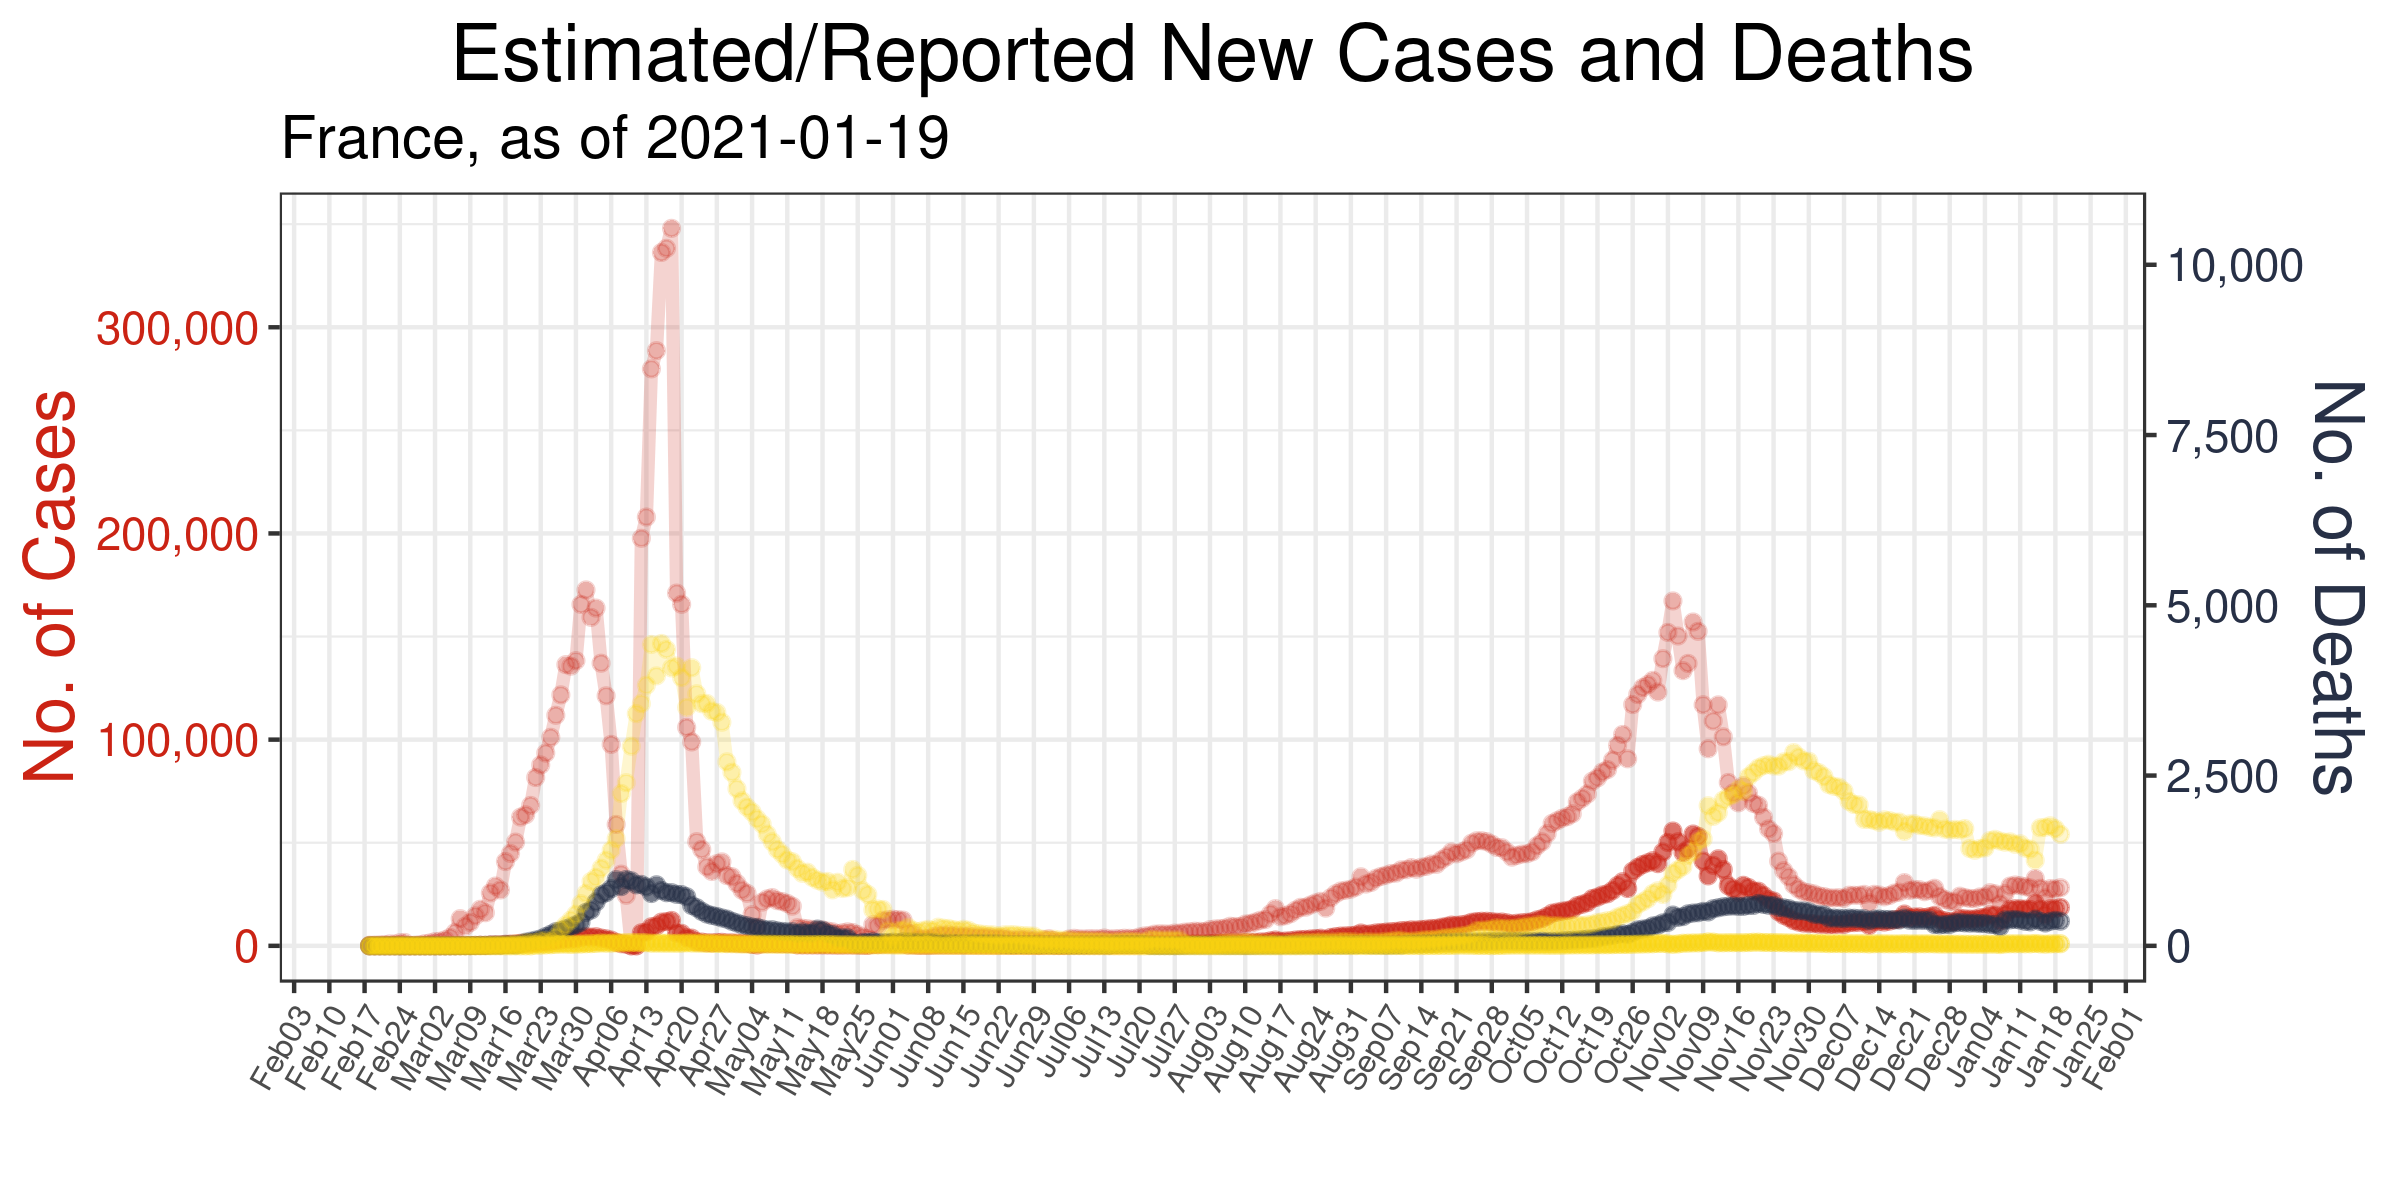 Estimated/Reported New Cases and Deaths
France, as of 2021-01-19
No. of Cases
300,000
200,000
100,000
0
10,000
7,500
5,000
2,500
0
No. of Deaths
Feb03
Feb10
Feb17
Feb24
Mar02
Mar09
Mar16
Mar23
Mar30
Apr06
Apr13
Apr20
Apr27
May04
May11
May18
May25
Jun01
Jun08
Jun15
Jun22
Jun29
Jul06
Jul13
Jul20
Jul27
Aug03
Aug10
Aug17
Aug24
Aug31
Sep07
Sep14
Sep21
Sep28
Oct05
Oct12
Oct19
Oct26
Nov02
Nov09
Nov16
Nov23
Nov30
Dec07
Dec14
Dec21
Dec28
Jan04
Jan11
Jan18
Jan25
Feb01